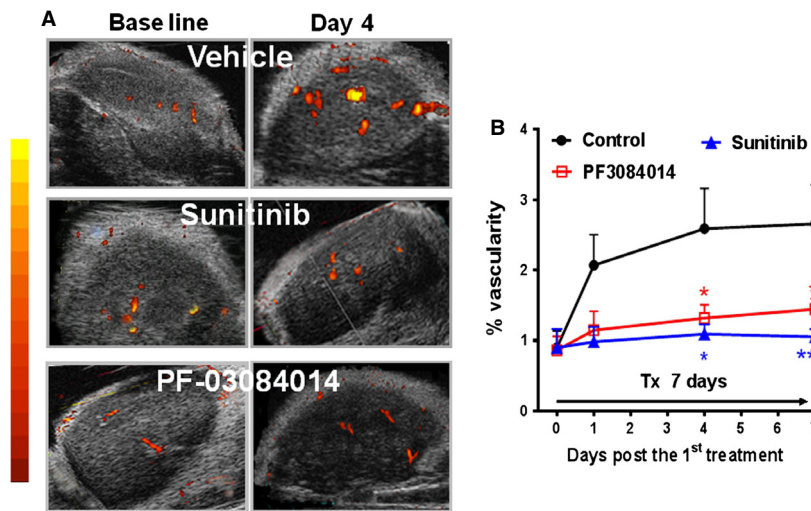 A
Base line
Day 4
Vehicle
Sunitinib
PF-03084014
B
Control
Sunitinib
PF3084014
% vascularity
4
3
2
1
0
*
*
**
Tx 7 days
0 1 2 3 4 5 6
Days post the 1st treatment